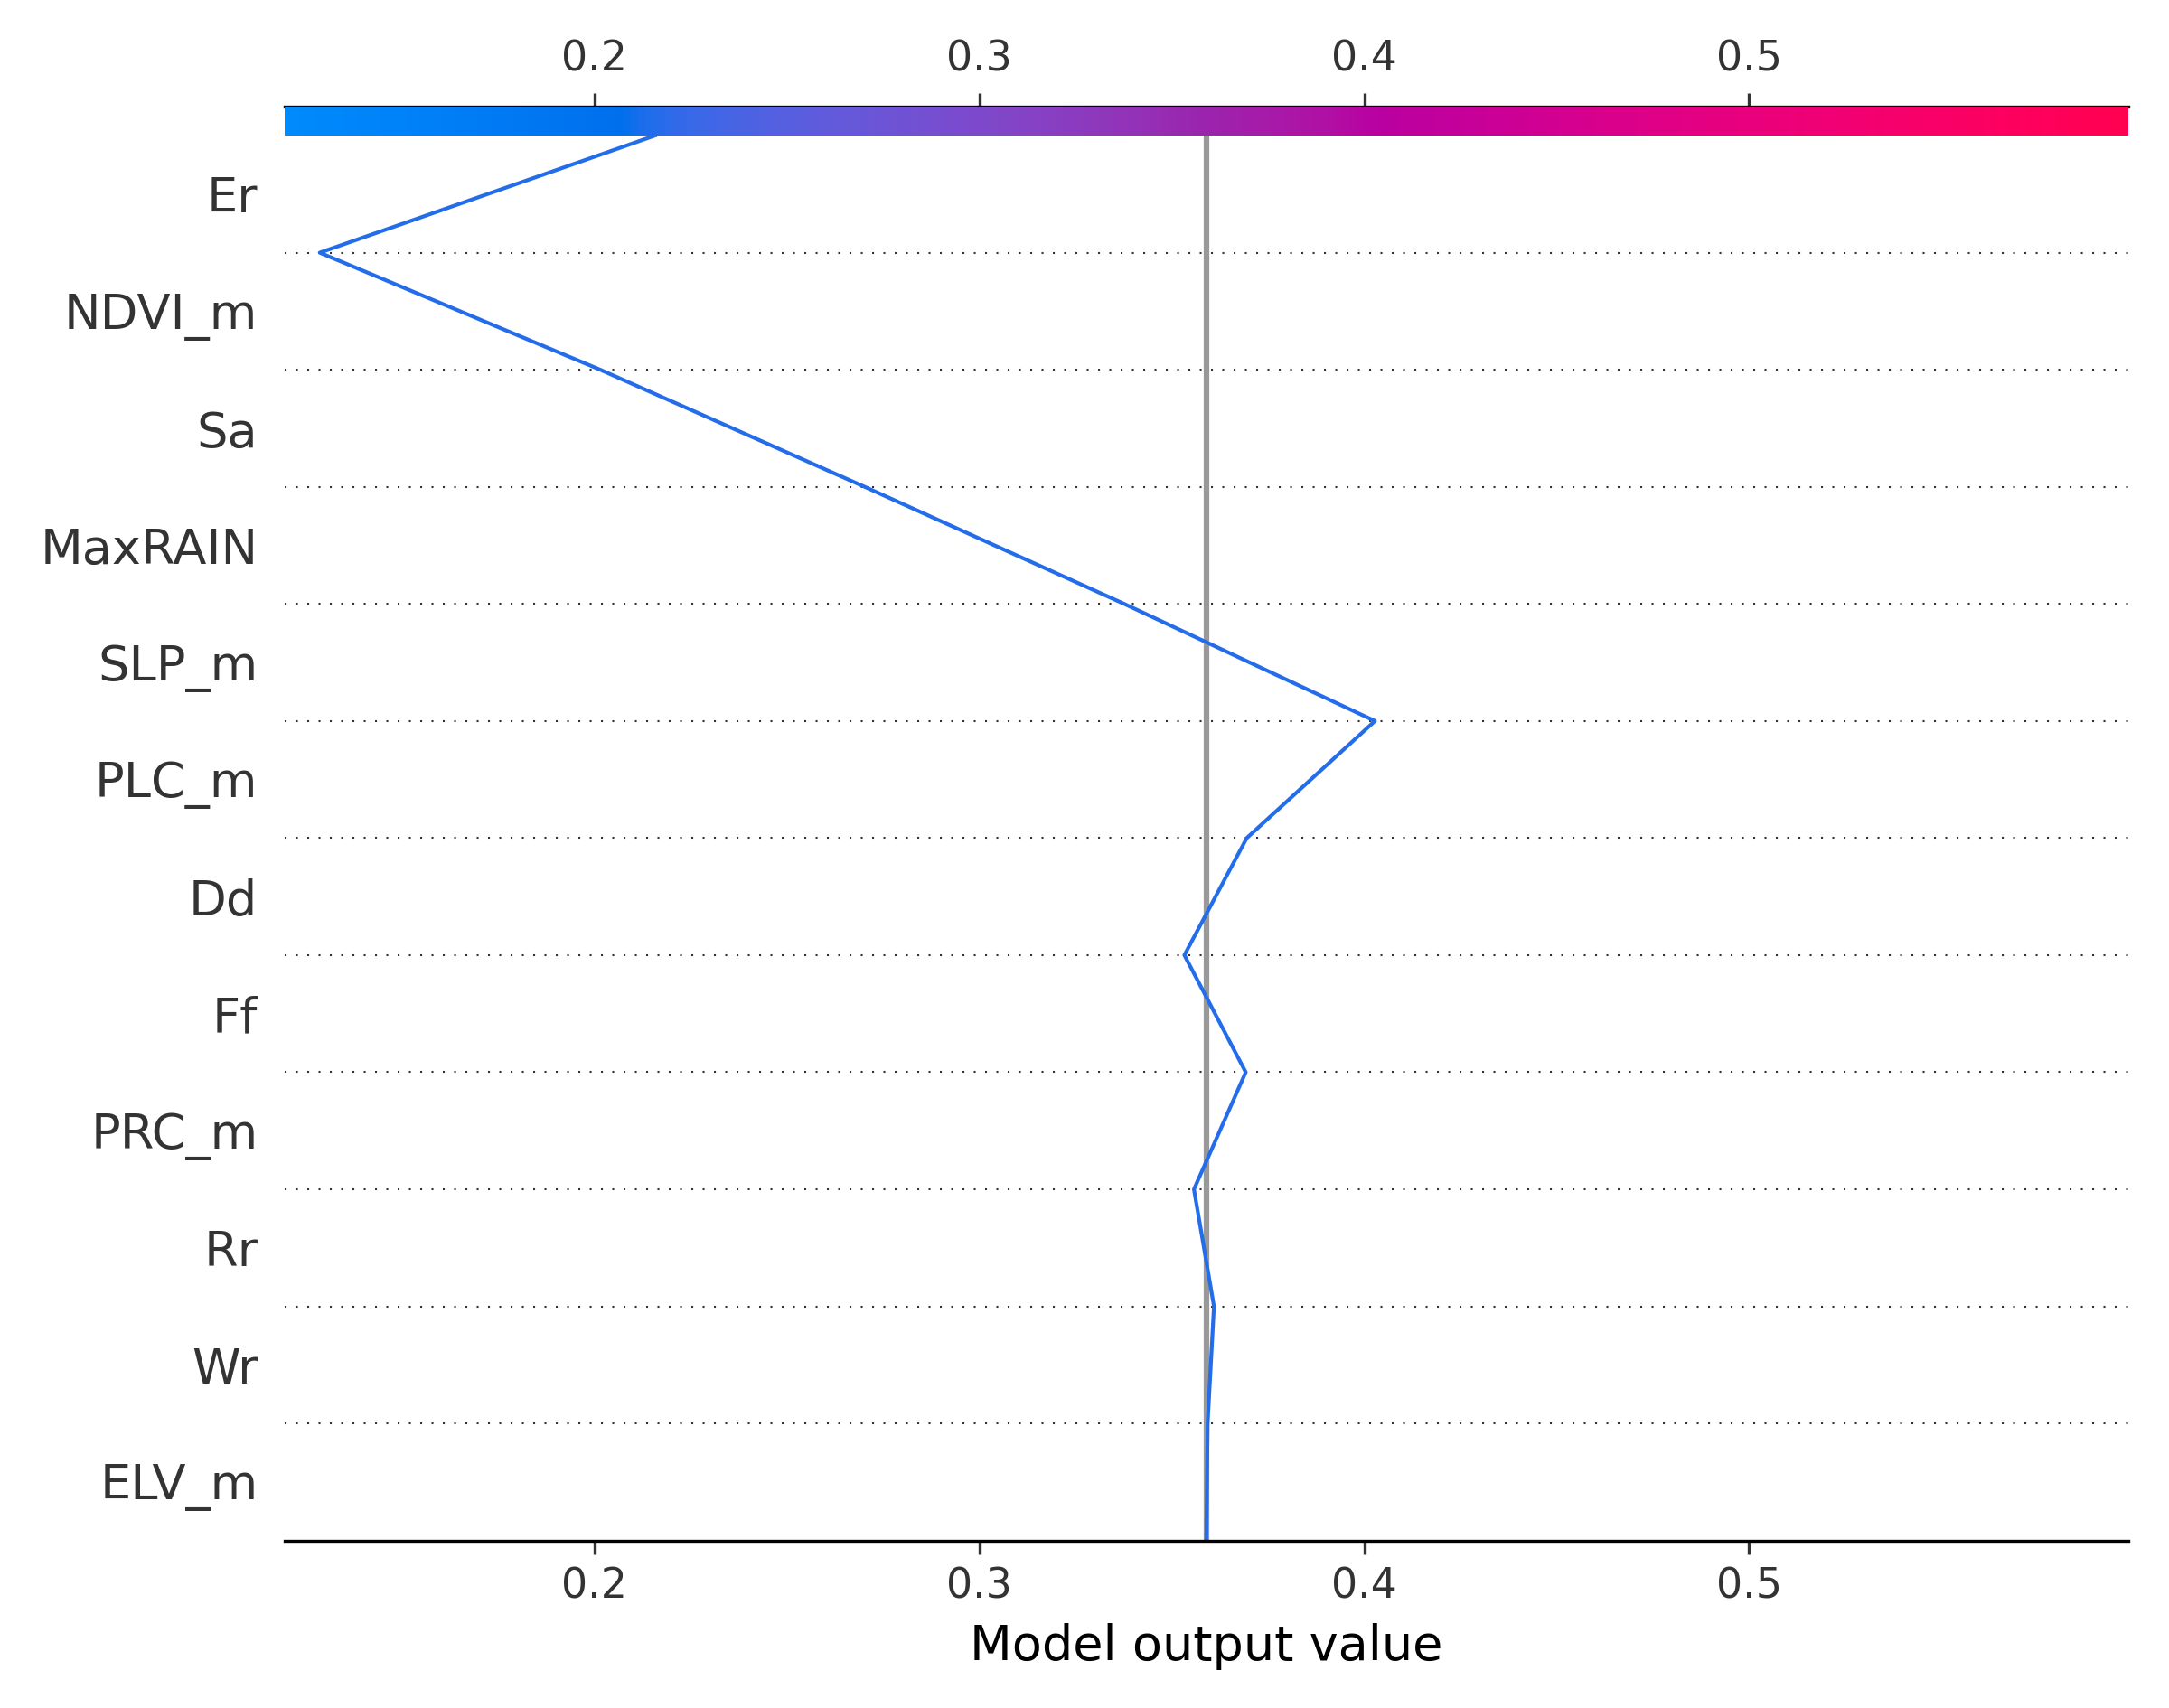 0.2 0.3 0.4 0.5
Er
NDVI_m
Sa
MaxRAIN
SLP_m
PLC_m
Dd
Ff
PRC_m
Rr
Wr
ELV_m
0.2 0.3 0.4 0.5
Model output value